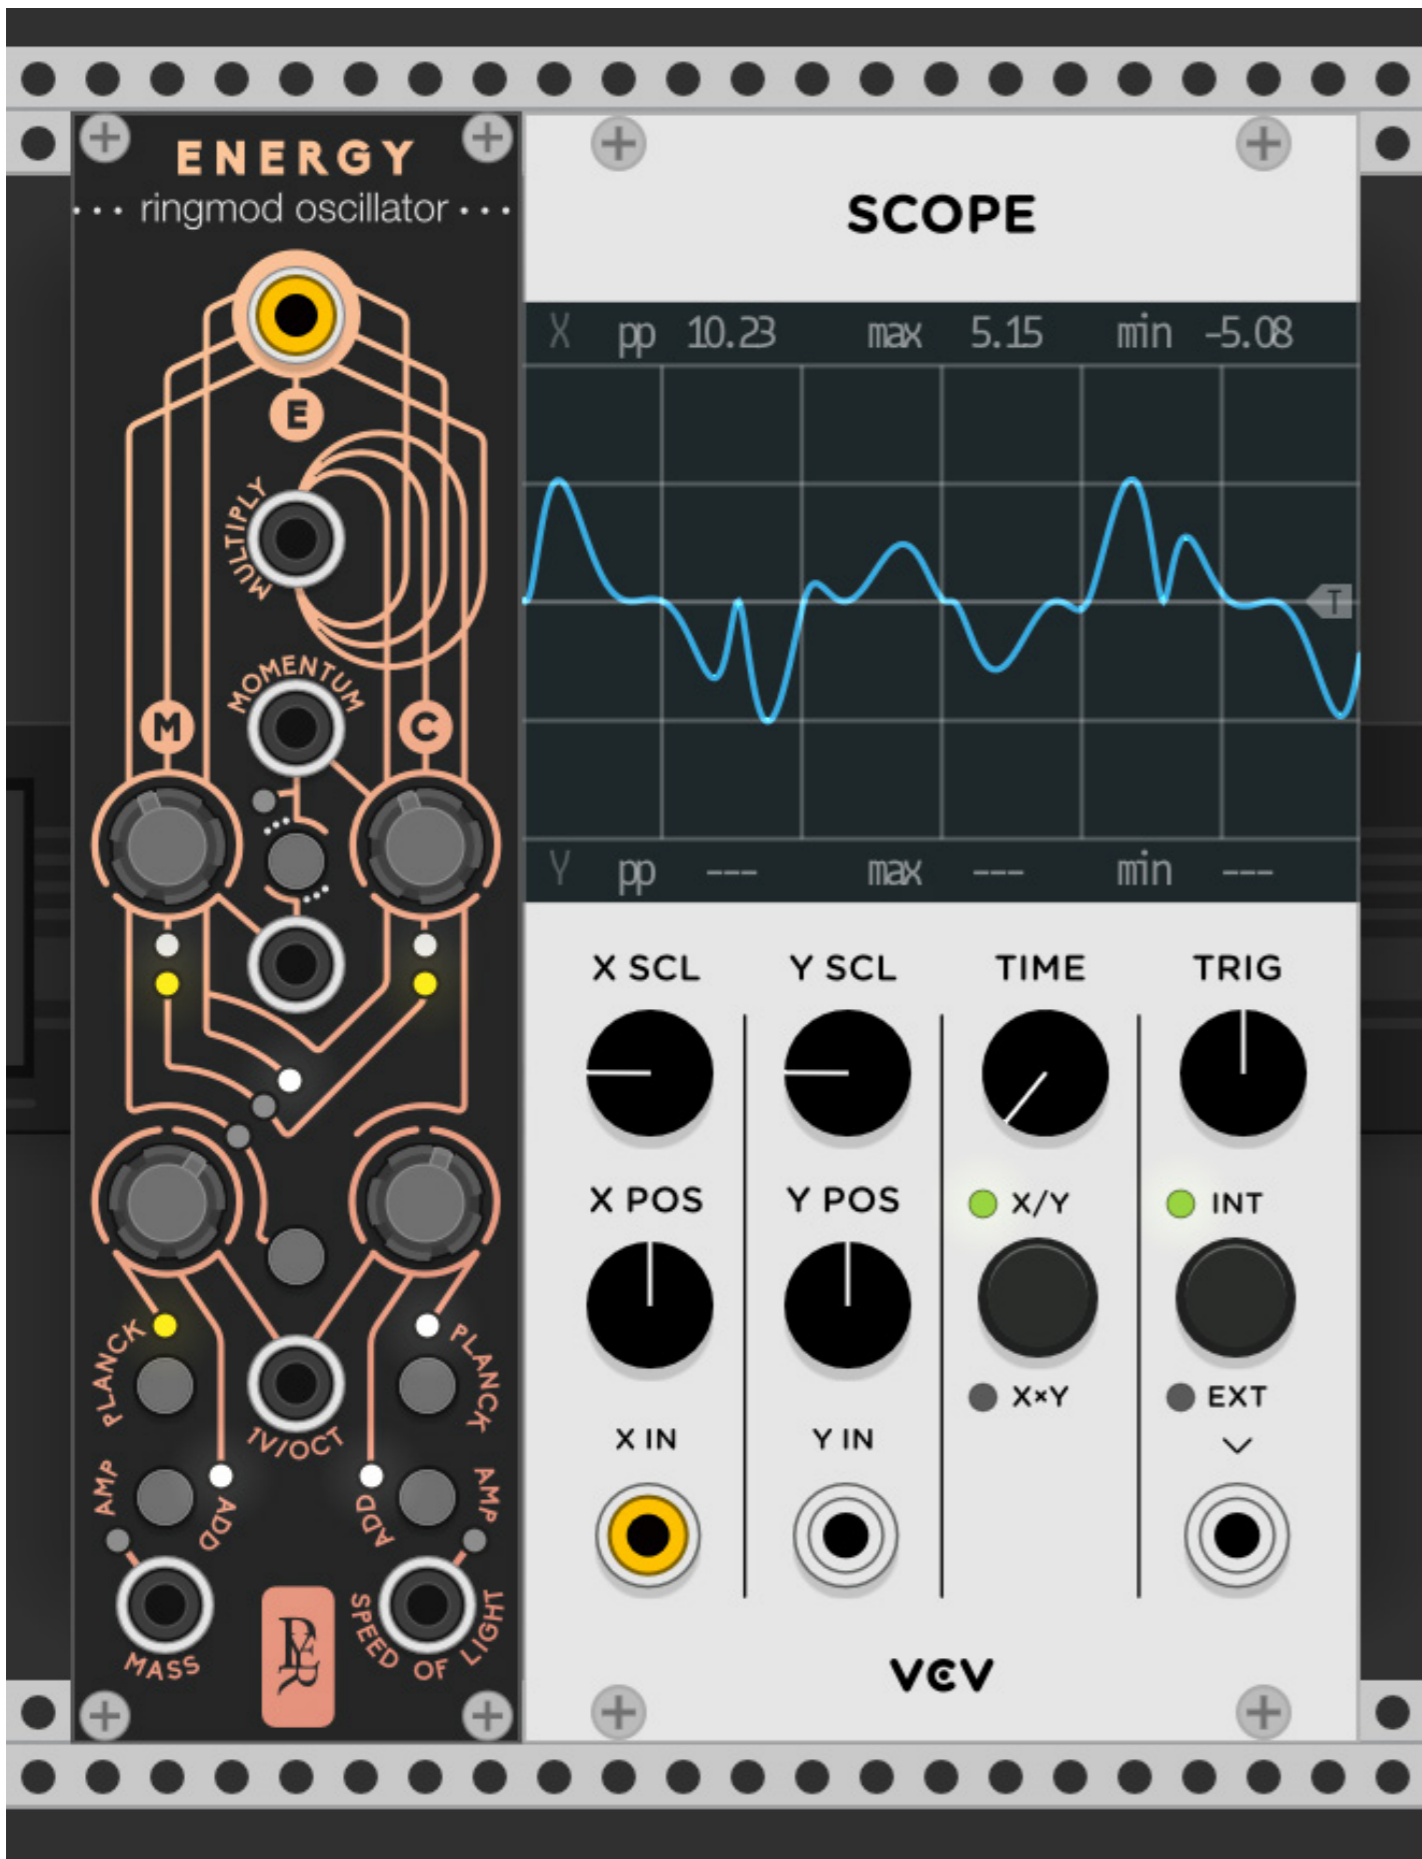 ENERGY
··· ringmod oscillator ···
E
MULTIPLY
MOMENTUM
M
C
PLANCK
PLANCK
1V/OCT
AMP
ADD
ADD
AMP
MASS
SPEED OF LIGHT
DYER
SCOPE
X pp 10.23 max 5.15 min -5.08
T
Y pp --- max --- min ---
X SCL Y SCL TIME TRIG
X POS Y POS X/Y INT
X×Y EXT
X IN Y IN
VCV